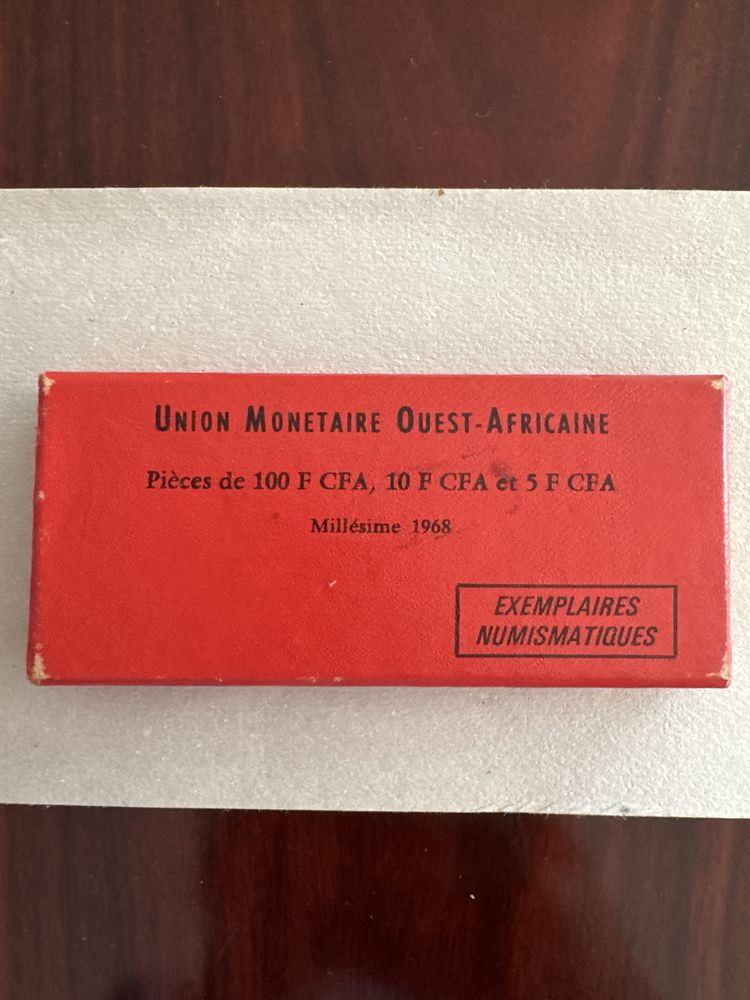 UNION MONETAIRE OUEST-AFRICAINE
Pièces de 100 F CFA, 10 F CFA et 5 F CFA
Millésime 1968
EXEMPLAIRES
NUMISMATIQUES